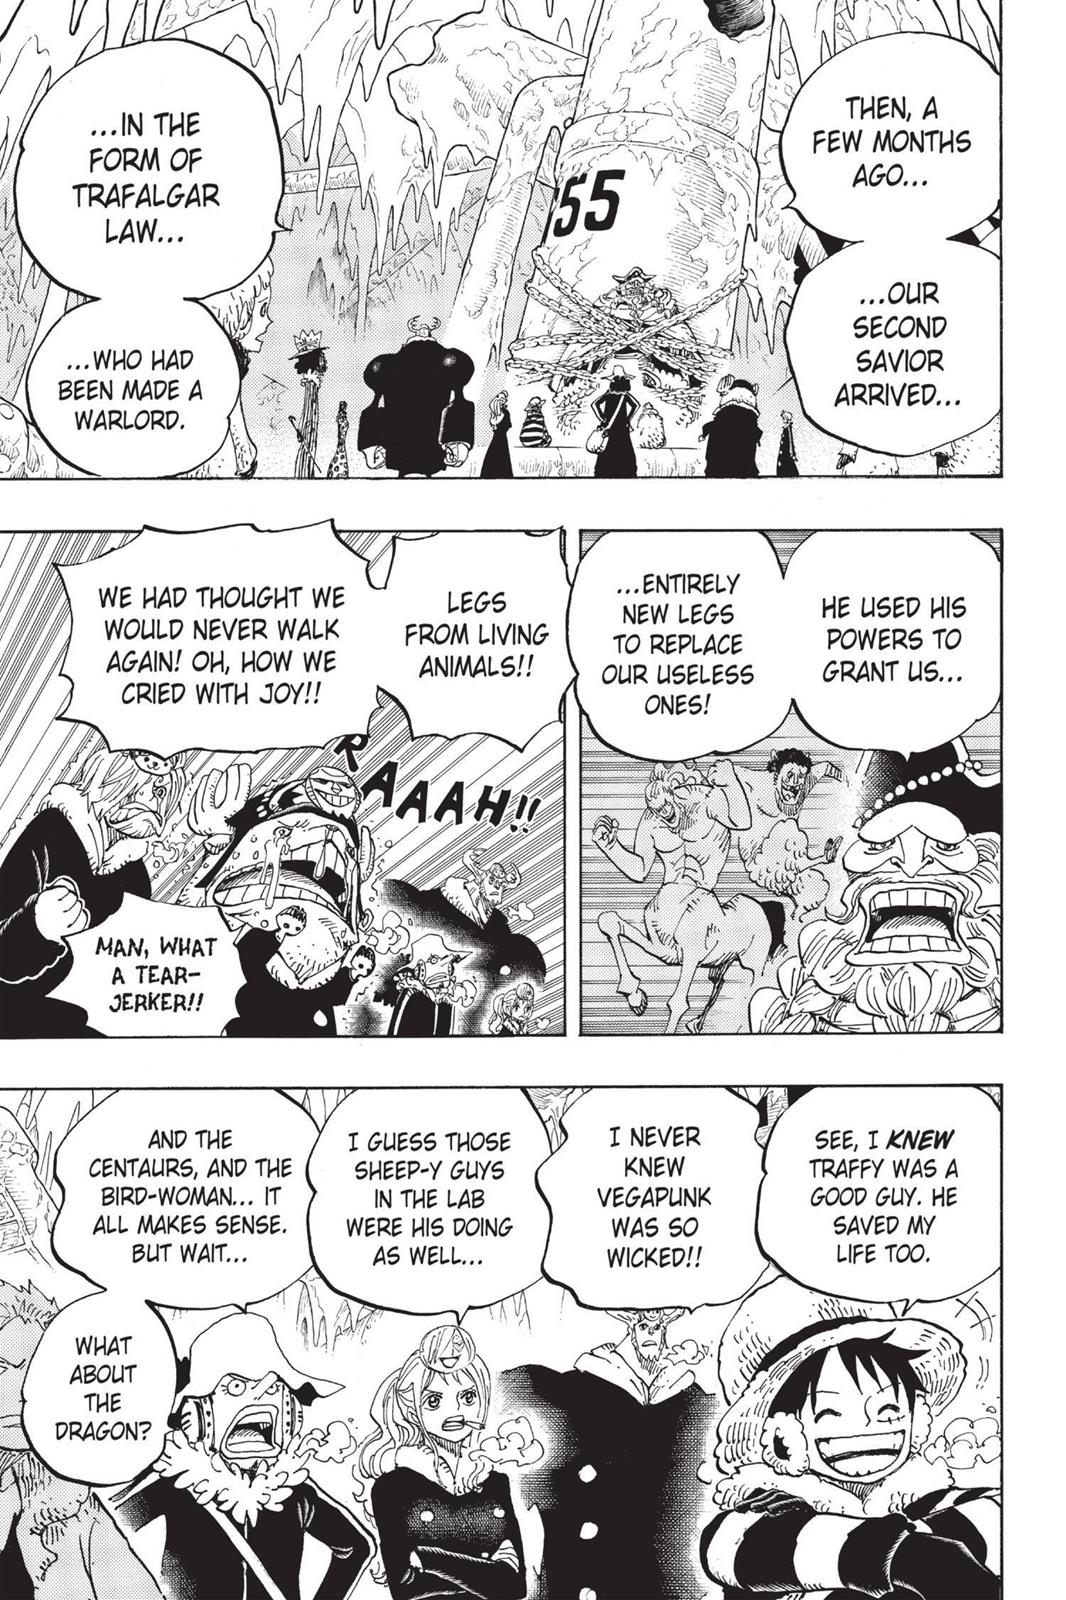 THEN, A
FEW MONTHS
AGO...
...OUR
SECOND
SAVIOR
ARRIVED...
55
...IN THE
FORM OF
TRAFALGAR
LAW...
...WHO HAD
BEEN MADE A
WARLORD.
HE USED HIS
POWERS TO
GRANT US...
...ENTIRELY
NEW LEGS
TO REPLACE
OUR USELESS
ONES!
LEGS
FROM LIVING
ANIMALS!!
WE HAD THOUGHT WE
WOULD NEVER WALK
AGAIN! OH, HOW WE
CRIED WITH JOY!!
RAAAAH!!
MAN, WHAT
A TEAR-
JERKER!!
SEE, I KNEW
TRAFFY WAS A
GOOD GUY. HE
SAVED MY
LIFE TOO.
I NEVER
KNEW
VEGAPUNK
WAS SO
WICKED!!
I GUESS THOSE
SHEEP-Y GUYS
IN THE LAB
WERE HIS DOING
AS WELL...
AND THE
CENTAURS, AND THE
BIRD-WOMAN... IT
ALL MAKES SENSE.
BUT WAIT...
WHAT
ABOUT
THE
DRAGON?